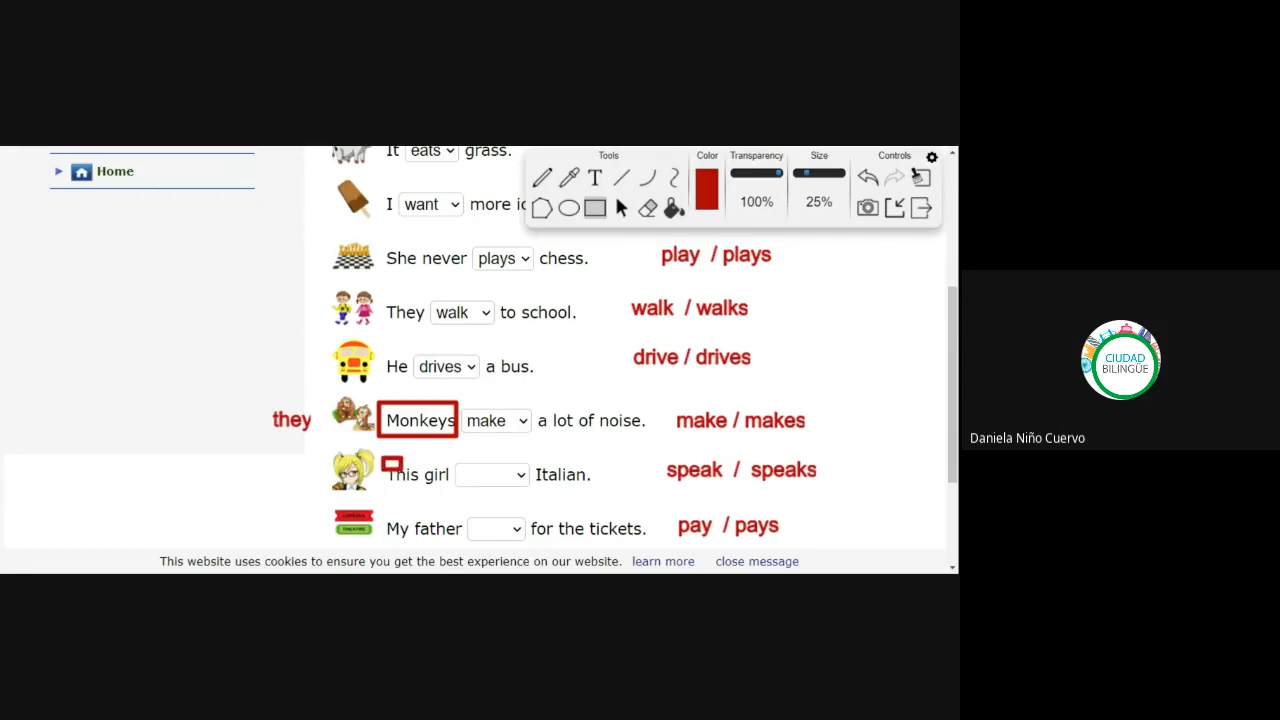 It eats grass.
Tools Color Transparency Size Controls
Home
I want more ic
100% 25%
She never plays chess. play / plays
They walk to school. walk / walks
He drives a bus. drive / drives
they Monkeys make a lot of noise. make / makes
This girl Italian. speak / speaks
My father for the tickets. pay / pays
This website uses cookies to ensure you get the best experience on our website. learn more close message
CIUDAD
BILINGÜE
Daniela Niño Cuervo